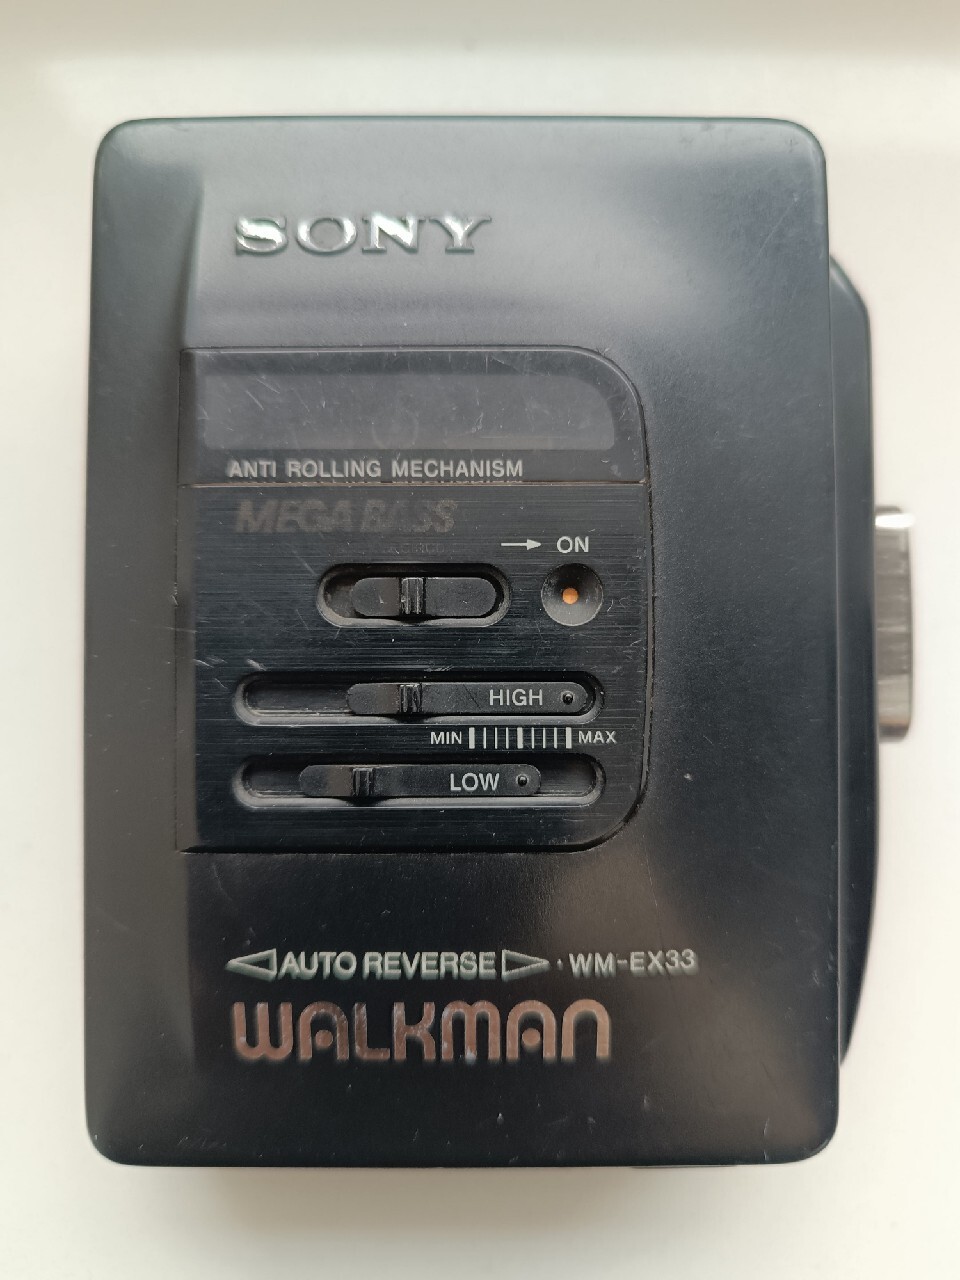 SONY
ANTI ROLLING MECHANISM
MEGA BASS
→ ON
HIGH
MIN MAX
LOW
◁AUTO REVERSE▷ · WM-EX33
WALKMAN